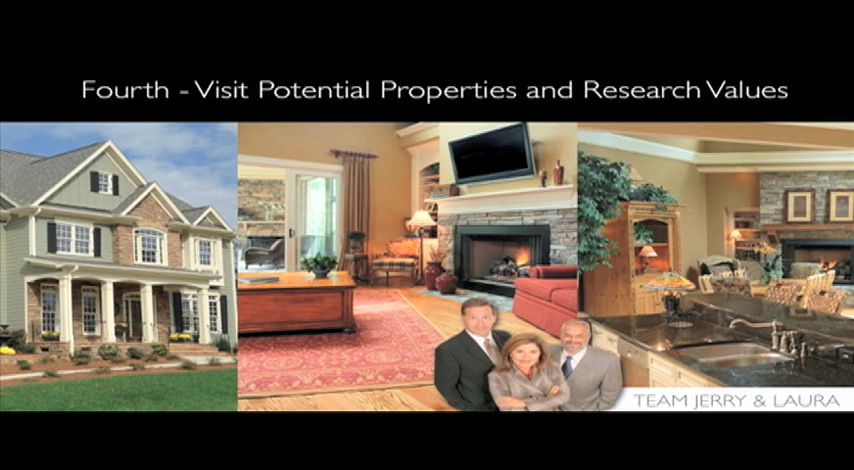 Fourth - Visit Potential Properties and Research Values
TEAM JERRY & LAURA